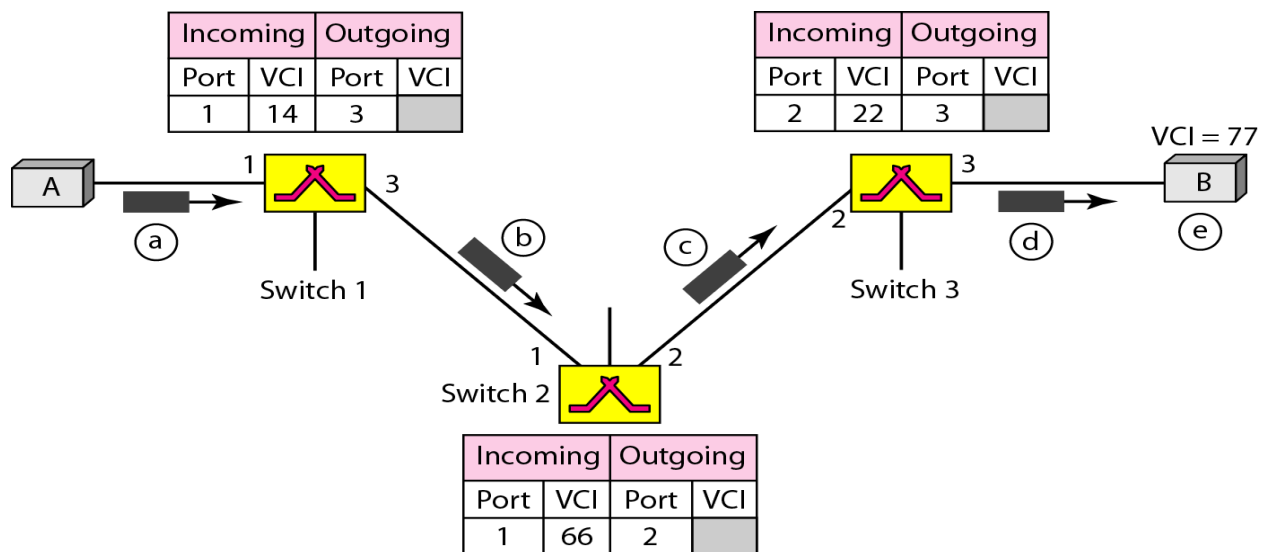 Incoming Outgoing
Port VCI Port VCI
1 14 3
Incoming Outgoing
Port VCI Port VCI
2 22 3
VCI = 77
A
1
3
a
Switch 1
b
c
2
3
Switch 3
d
B
e
1
2
Switch 2
Incoming Outgoing
Port VCI Port VCI
1 66 2